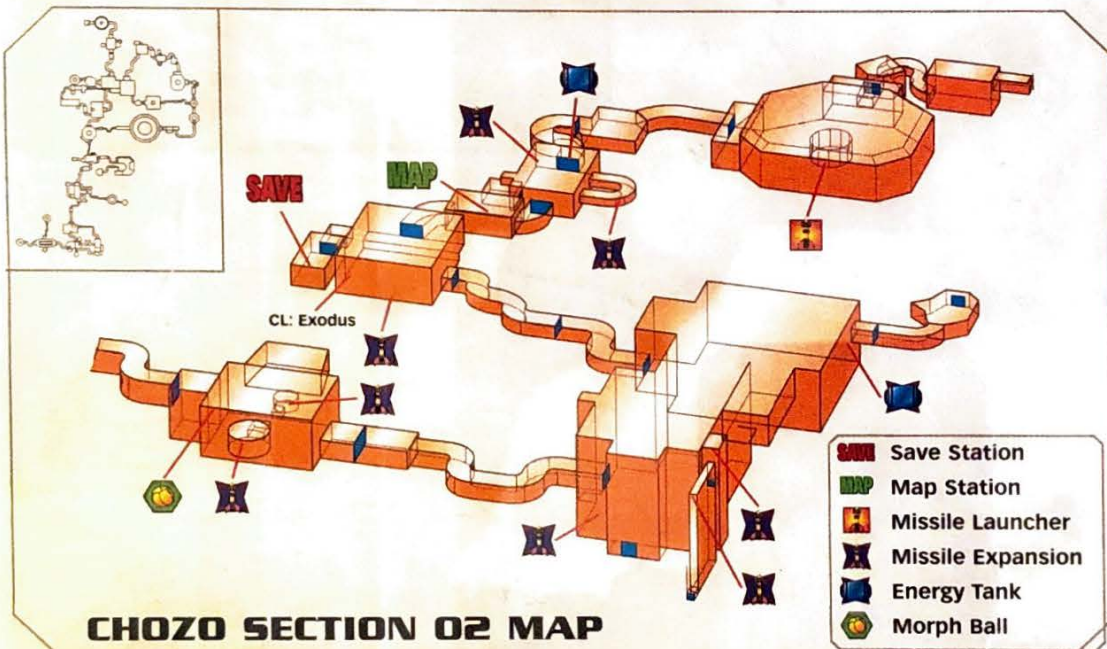 MAP
SAVE
CL: Exodus
SAVE Save Station
MAP Map Station
Missile Launcher
Missile Expansion
Energy Tank
Morph Ball
CHOZO SECTION 02 MAP